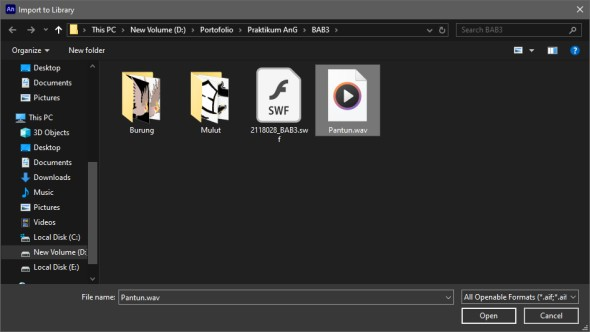 An Import to Library
This PC > New Volume (D:) > Portofolio > Praktikum AnG > BAB3 >
Search BAB3
Organize
New folder
Desktop
Documents
Pictures
This PC
3D Objects
Desktop
Documents
Downloads
Music
Pictures
Videos
Local Disk (C:)
New Volume (D:
Local Disk (E:)
Burung
Mulut
SWF
2118028_BAB3.sw
f
Pantun.wav
File name:
Pantun.wav
All Openable Formats (*.aif;*.aif
Open
Cancel